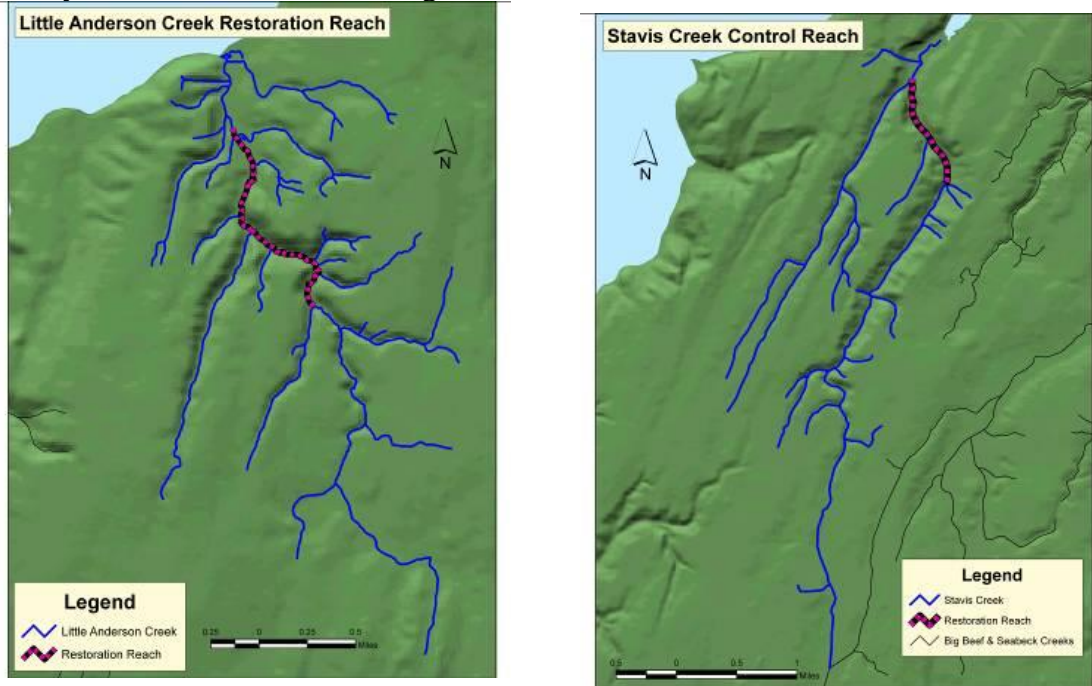 Little Anderson Creek Restoration Reach
N
Legend
Little Anderson Creek
Restoration Reach
0.25 0 0.25 0.5
Miles
Stavis Creek Control Reach
N
Legend
Stavis Creek
Restoration Reach
Big Beef & Seabeck Creeks
0.5 0 0.5 1
Miles